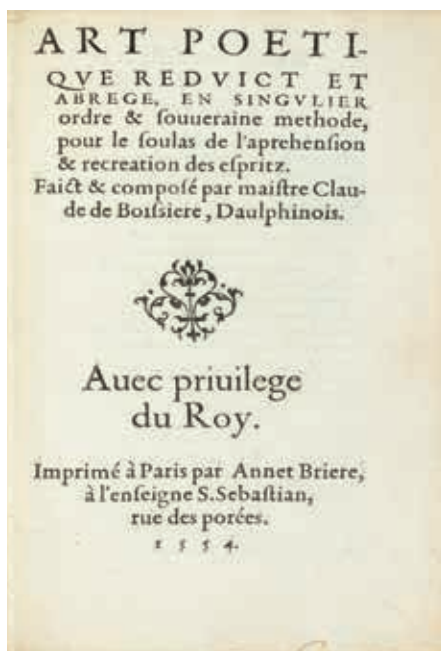 ART POETI-
QVE REDVICT ET
ABREGE, EN SINGVLIER
ordre & ſouueraine methode,
pour le ſoulas de l'aprehenſion
& recreation des eſpritz.
Faict & compoſé par maiſtre Clau-
de de Boiſsiere, Daulphinois.
Auec priuilege
du Roy.
Imprimé à Paris par Annet Briere,
à l'enſeigne S.Sebaſtian,
rue des porées.
1554.